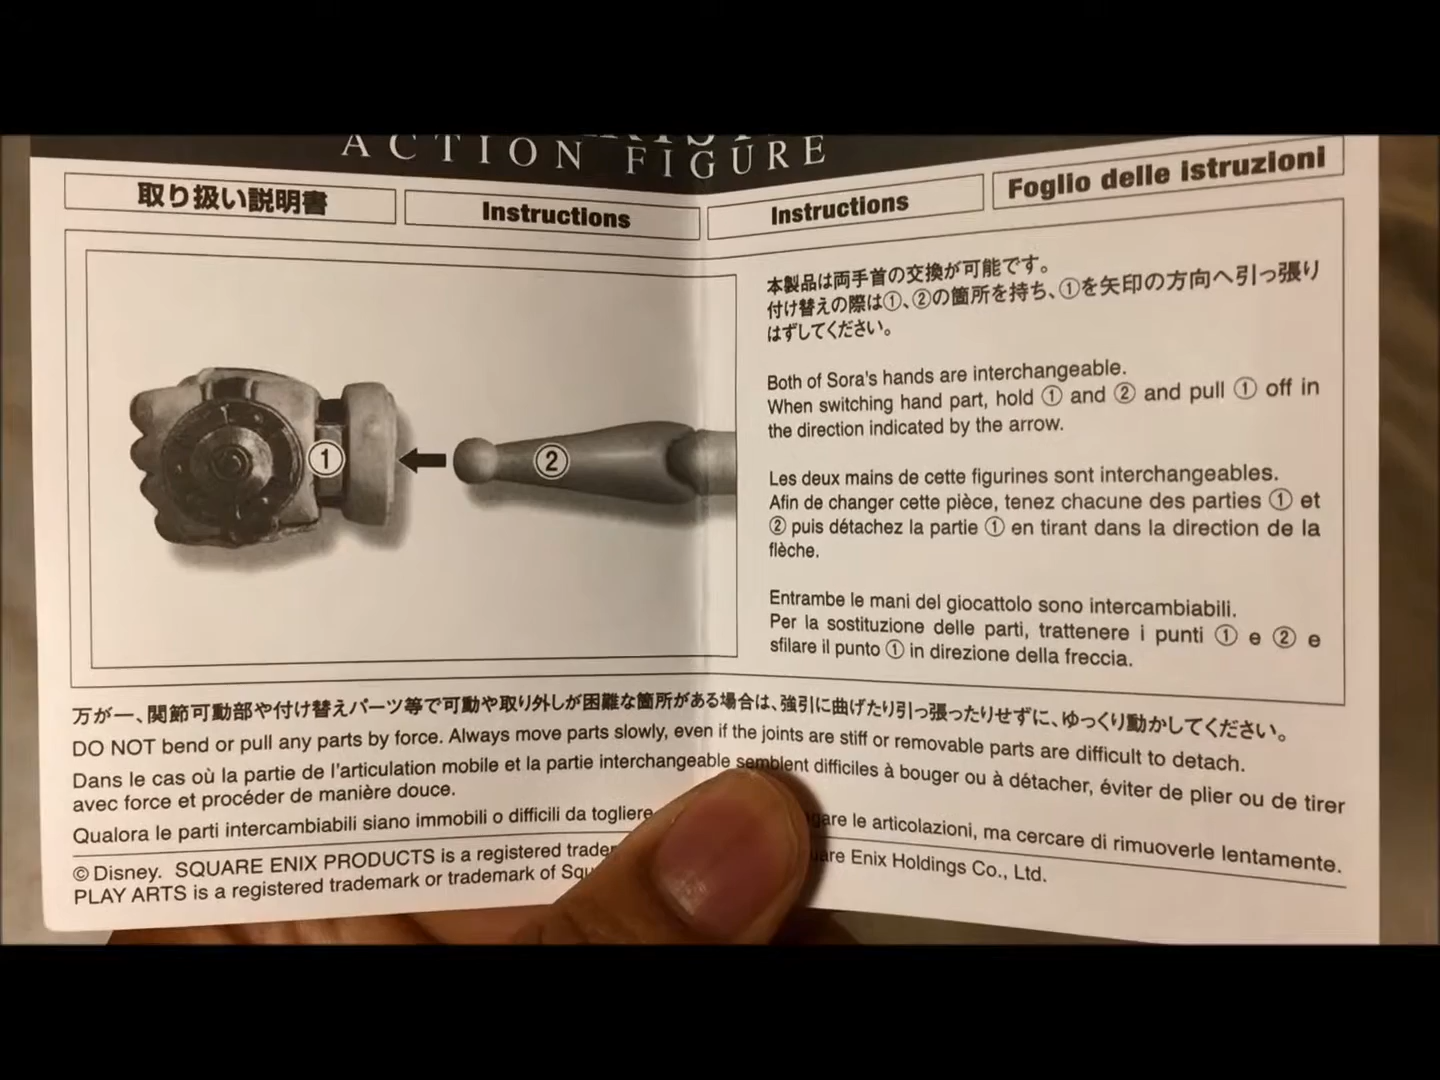 ACTION FIGURE
取り扱い説明書
Instructions
Instructions
Foglio delle istruzioni
① ②
本製品は両手首の交換が可能です。
付け替えの際は①、②の箇所を持ち、①を矢印の方向へ引っ張り
はずしてください。
Both of Sora's hands are interchangeable.
When switching hand part, hold ① and ② and pull ① off in
the direction indicated by the arrow.
Les deux mains de cette figurines sont interchangeables.
Afin de changer cette pièce, tenez chacune des parties ① et
② puis détachez la partie ① en tirant dans la direction de la
flèche.
Entrambe le mani del giocattolo sono intercambiabili.
Per la sostituzione delle parti, trattenere i punti ① e ② e
sfilare il punto ① in direzione della freccia.
万が一、関節可動部や付け替えパーツ等で可動や取り外しが困難な箇所がある場合は、強引に曲げたり引っ張ったりせずに、ゆっくり動かしてください。
DO NOT bend or pull any parts by force. Always move parts slowly, even if the joints are stiff or removable parts are difficult to detach.
Dans le cas où la partie de l'articulation mobile et la partie interchangeable semblent difficiles à bouger ou à détacher, éviter de plier ou de tirer
avec force et procéder de manière douce.
Qualora le parti intercambiabili siano immobili o difficili da togliere le articolazioni, ma cercare di rimuoverle lentamente.
© Disney. SQUARE ENIX PRODUCTS is a registered Enix Holdings Co., Ltd.
PLAY ARTS is a registered trademark or trademark of